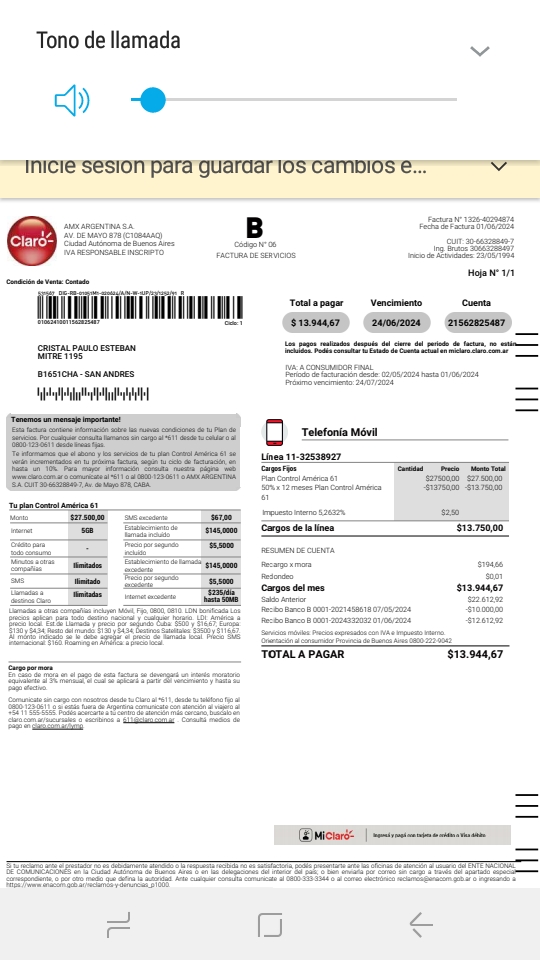 Tono de llamada
Inicie sesión para guardar los cambios e...
Claro
AMX ARGENTINA S.A.
AV. DE MAYO 878 (C1084AAQ)
Ciudad Autónoma de Buenos Aires
IVA RESPONSABLE INSCRIPTO
B
Código N° 06
FACTURA DE SERVICIOS
Factura N° 1326-40294874
Fecha de Factura 01/06/2024
CUIT: 30-66328849-7
Ing. Brutos 30663288497
Inicio de Actividades: 23/05/1994
Hoja N° 1/1
Condición de Venta: Contado
01062410011562825487
Ciclo: 1
Total a pagar
Vencimiento
Cuenta
$ 13.944,67
24/06/2024
21562825487
Los pagos realizados después del cierre del periodo de factura, no están
incluidos. Podés consultar tu Estado de Cuenta actual en miclaro.claro.com.ar
CRISTAL PAULO ESTEBAN
MITRE 1195
B1651CHA - SAN ANDRES
IVA: A CONSUMIDOR FINAL
Período de facturación desde: 02/05/2024 hasta 01/06/2024
Próximo vencimiento: 24/07/2024
Tenemos un mensaje importante!
Esta factura contiene información sobre las nuevas condiciones de tu Plan de
servicios. Por cualquier consulta llamanos sin cargo al *611 desde tu celular o al
0800-123-0611 desde líneas fijas.
Te informamos que el abono y los servicios de tu plan Control América 61 se
verán incrementados en tu próxima factura, según tu ciclo de facturación, en
hasta un 10%. Para mayor información consulta nuestra página web
www.claro.com.ar o comunicate al *611 o al 0800-123-0611 o AMX ARGENTINA
S.A. CUIT 30-66328849-7, Av. de Mayo 878, CABA.
Tu plan Control América 61
Monto $27.500,00 SMS excedente $67,00
Internet 5GB Establecimiento de llamada incluido $145,0000
Crédito para todo consumo - Precio por segundo incluido $5,5000
Minutos a otras compañías Ilimitados Establecimiento de llamada excedente $145,0000
SMS Ilimitado Precio por segundo excedente $5,5000
Llamadas a destinos Claro Ilimitadas Internet excedente $235/día hasta 50MB
Llamadas a otras compañías incluyen Móvil, Fijo, 0800, 0810. LDN bonificada Los
precios aplican para todo destino nacional y cualquier horario. LDI: América a
precio local. Est.de Llamada y precio por segundo Cuba: $500 y $16,67; Europa:
$130 y $4,34; Resto del mundo: $130 y $4,34; Destinos Satelitales: $3500 y $116,67.
Al monto indicado se le debe agregar el precio de llamada local. Precio SMS
internacional: $160. Roaming en América: a precio local.
Cargo por mora
En caso de mora en el pago de esta factura se devengará un interés moratorio
equivalente al 3% mensual, el cual se aplicará a partir del vencimiento y hasta su
pago efectivo.
Comunicate sin cargo con nosotros desde tu Claro al *611, desde tu teléfono fijo al
0800-123-0611 o si estás fuera de Argentina comunicate con atención al viajero al
+54 11 555-5555. Podés acercarte a tu centro de atención más cercano, buscalo en
claro.com.ar/sucursales o escribinos a 611@claro.com.ar . Consultá medios de
pago en claro.com.ar/lymp.
Telefonía Móvil
Línea 11-32538927
Cargos Fijos Cantidad Precio Monto Total
Plan Control América 61 $27500,00 $27.500,00
50% x 12 meses Plan Control América 61 -$13750,00 -$13.750,00
Impuesto Interno 5,2632% $2,50
Cargos de la línea $13.750,00
RESUMEN DE CUENTA
Recargo x mora $194,66
Redondeo $0,01
Cargos del mes $13.944,67
Saldo Anterior $22.612,92
Recibo Banco B 0001-2021458618 07/05/2024 -$10.000,00
Recibo Banco B 0001-2024332032 01/06/2024 -$12.612,92
Servicios móviles: Precios expresados con IVA e Impuesto Interno.
Orientación al consumidor Provincia de Buenos Aires 0800-222-9042
TOTAL A PAGAR $13.944,67
MiClaro
Ingresá y pagá con tarjeta de crédito o Visa débito
Si tu reclamo ante el prestador no es debidamente atendido o la respuesta recibida no es satisfactoria, podés presentarte ante las oficinas de atención al usuario del ENTE NACIONAL
DE COMUNICACIONES en la Ciudad Autónoma de Buenos Aires o bien en las delegaciones del interior del país; o bien enviarla por correo sin cargo a través del apartado especial
correspondiente, o por otro medio que defina la autoridad. Ante cualquier consulta comunicate al 0800-333-3344 o al correo electrónico reclamos@enacom.gob.ar o ingresando a
https://www.enacom.gob.ar/reclamos-y-denuncias_p1000.